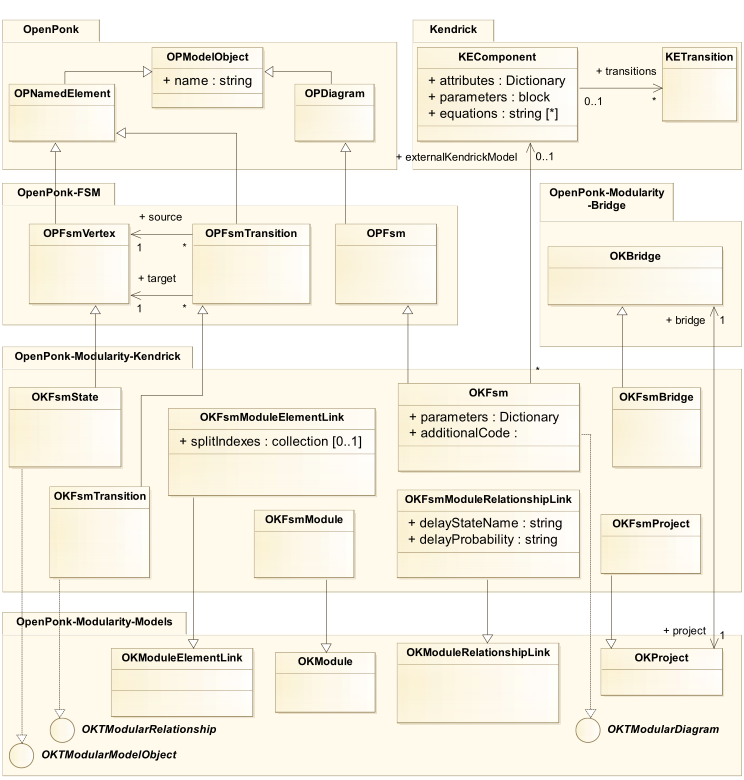 OpenPonk
Kendrick
OPModelObject
+ name : string
OPNamedElement
OPDiagram
KEComponent
+ attributes : Dictionary
+ parameters : block
+ equations : string [*]
+ transitions
0..1
*
KETransition
+ externalKendrickModel
0..1
OpenPonk-FSM
OpenPonk-Modularity
-Bridge
OPFsmVertex
+ source
1
*
+ target
1
*
OPFsmTransition
OPFsm
OKBridge
+ bridge
1
OpenPonk-Modularity-Kendrick
*
OKFsmState
OKFsmModuleElementLink
+ splitIndexes : collection [0..1]
OKFsm
+ parameters : Dictionary
+ additionalCode :
OKFsmBridge
OKFsmTransition
OKFsmModule
OKFsmModuleRelationshipLink
+ delayStateName : string
+ delayProbability : string
OKFsmProject
OpenPonk-Modularity-Models
+ project
1
OKModuleElementLink
OKModule
OKModuleRelationshipLink
OKProject
OKTModularRelationship
OKTModularDiagram
OKTModularModelObject